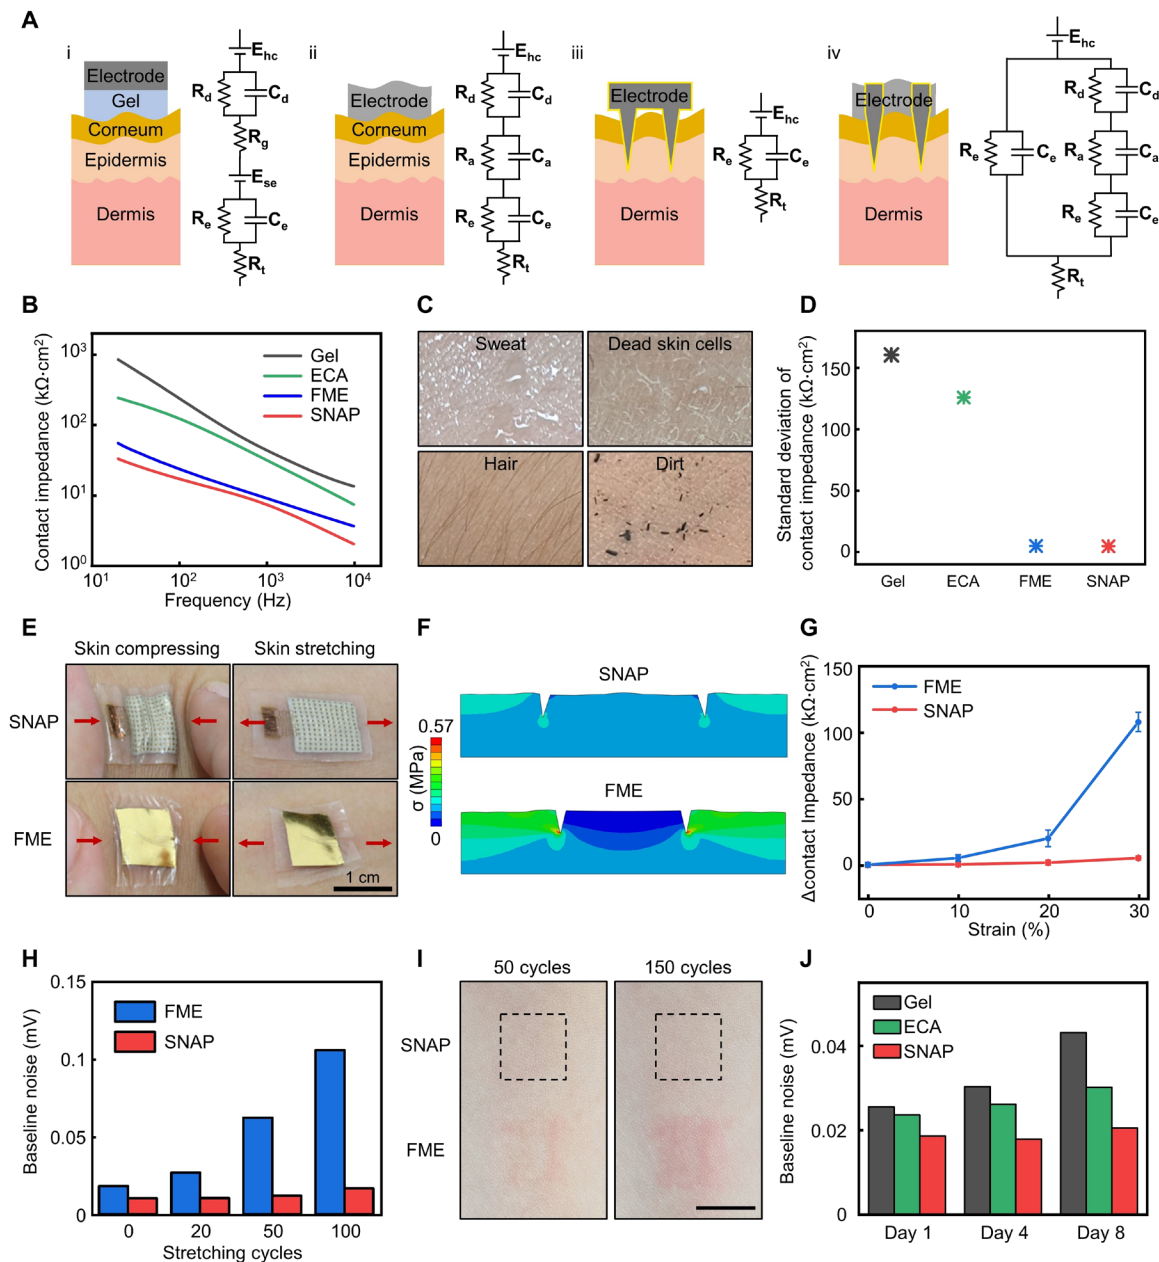 A
i
Electrode
Gel
Corneum
Epidermis
Dermis
Ehc
Rd
Cd
Rg
Ese
Re
Ce
Rt
ii
Electrode
Corneum
Epidermis
Dermis
Ehc
Rd
Cd
Ra
Ca
Re
Ce
Rt
iii
Electrode
Corneum
Epidermis
Dermis
Ehc
Re
Ce
Rt
iv
Electrode
Corneum
Epidermis
Dermis
Ehc
Re
Ce
Rd
Cd
Ra
Ca
Re
Ce
Rt
B
Contact impedance (kΩ·cm²)
10³
10²
10¹
10⁰
10¹
10²
10³
10⁴
Frequency (Hz)
Gel
ECA
FME
SNAP
C
Sweat
Dead skin cells
Hair
Dirt
D
Standard deviation of
contact impedance (kΩ·cm²)
150
100
50
0
Gel
ECA
FME
SNAP
E
Skin compressing
Skin stretching
SNAP
FME
1 cm
F
SNAP
FME
0.57
σ (MPa)
0
G
Δcontact Impedance (kΩ·cm²)
150
100
50
0
0
10
20
30
Strain (%)
FME
SNAP
H
Baseline noise (mV)
0.15
0.1
0.05
0
0
20
50
100
Stretching cycles
FME
SNAP
I
50 cycles
150 cycles
SNAP
FME
J
Baseline noise (mV)
0.04
0.02
0
Gel
ECA
SNAP
Day 1
Day 4
Day 8